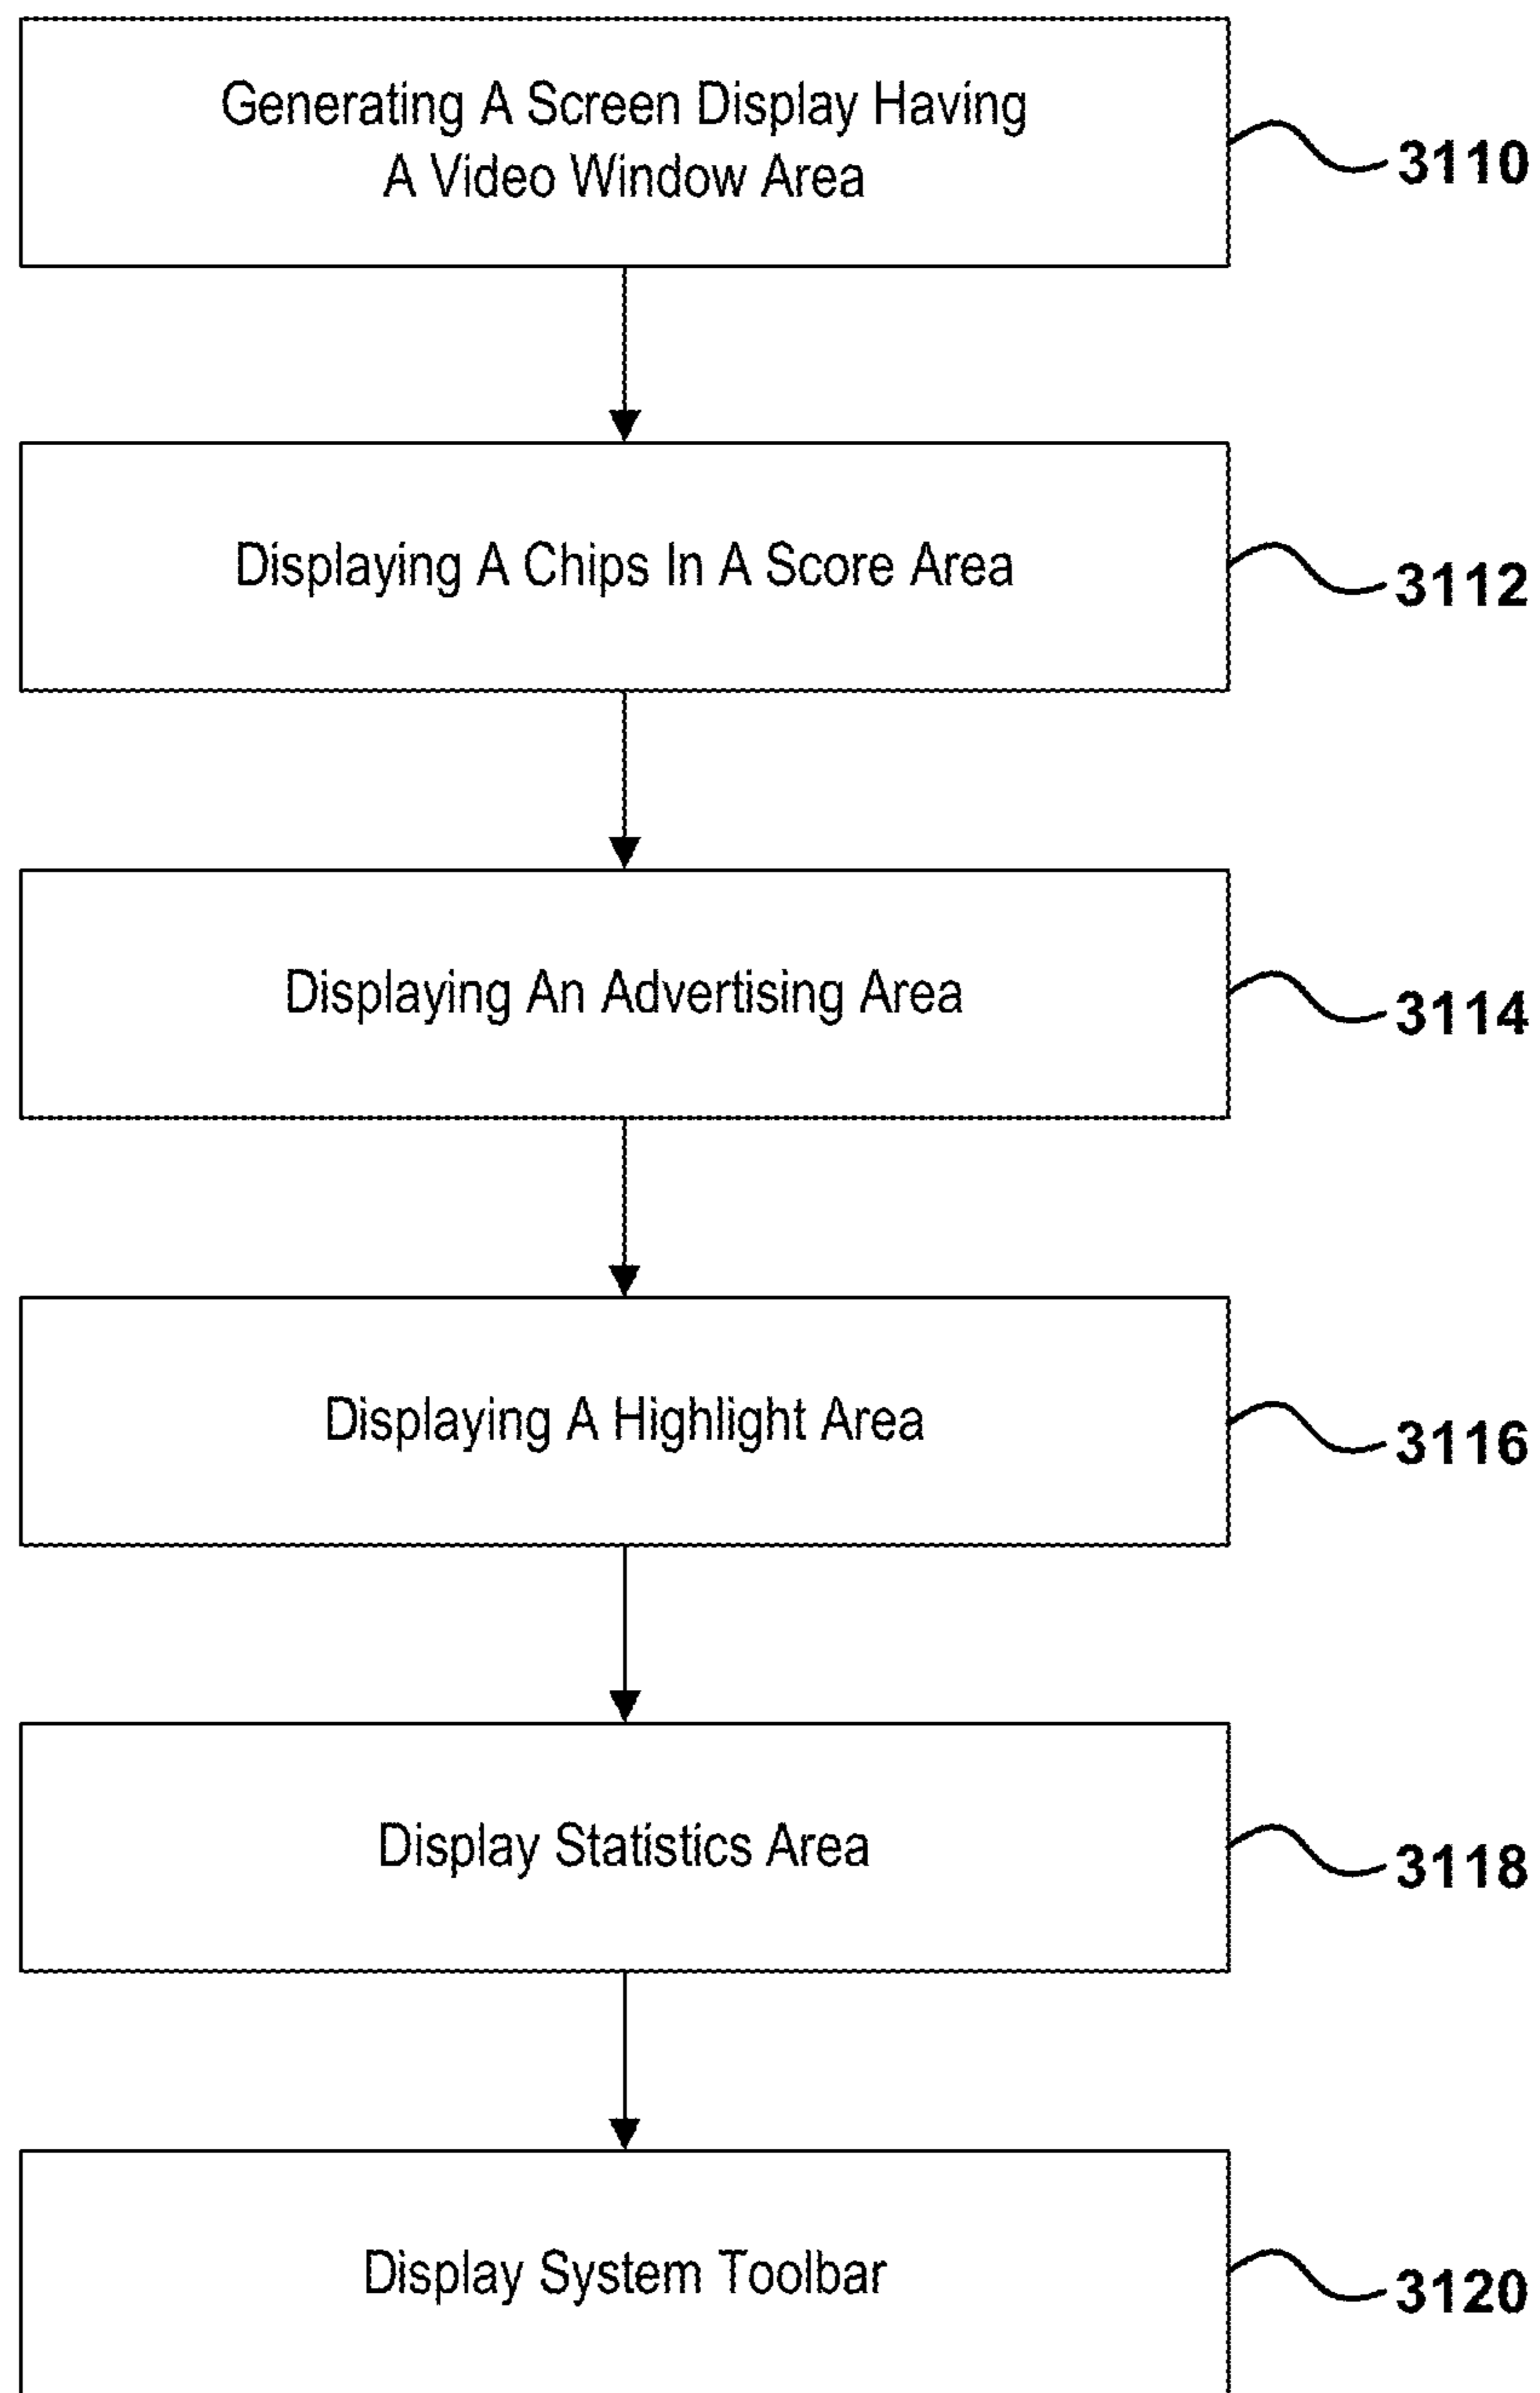 Generating A Screen Display Having
A Video Window Area
3110
Displaying A Chips In A Score Area
3112
Displaying An Advertising Area
3114
Displaying A Highlight Area
3116
Display Statistics Area
3118
Display System Toolbar
3120